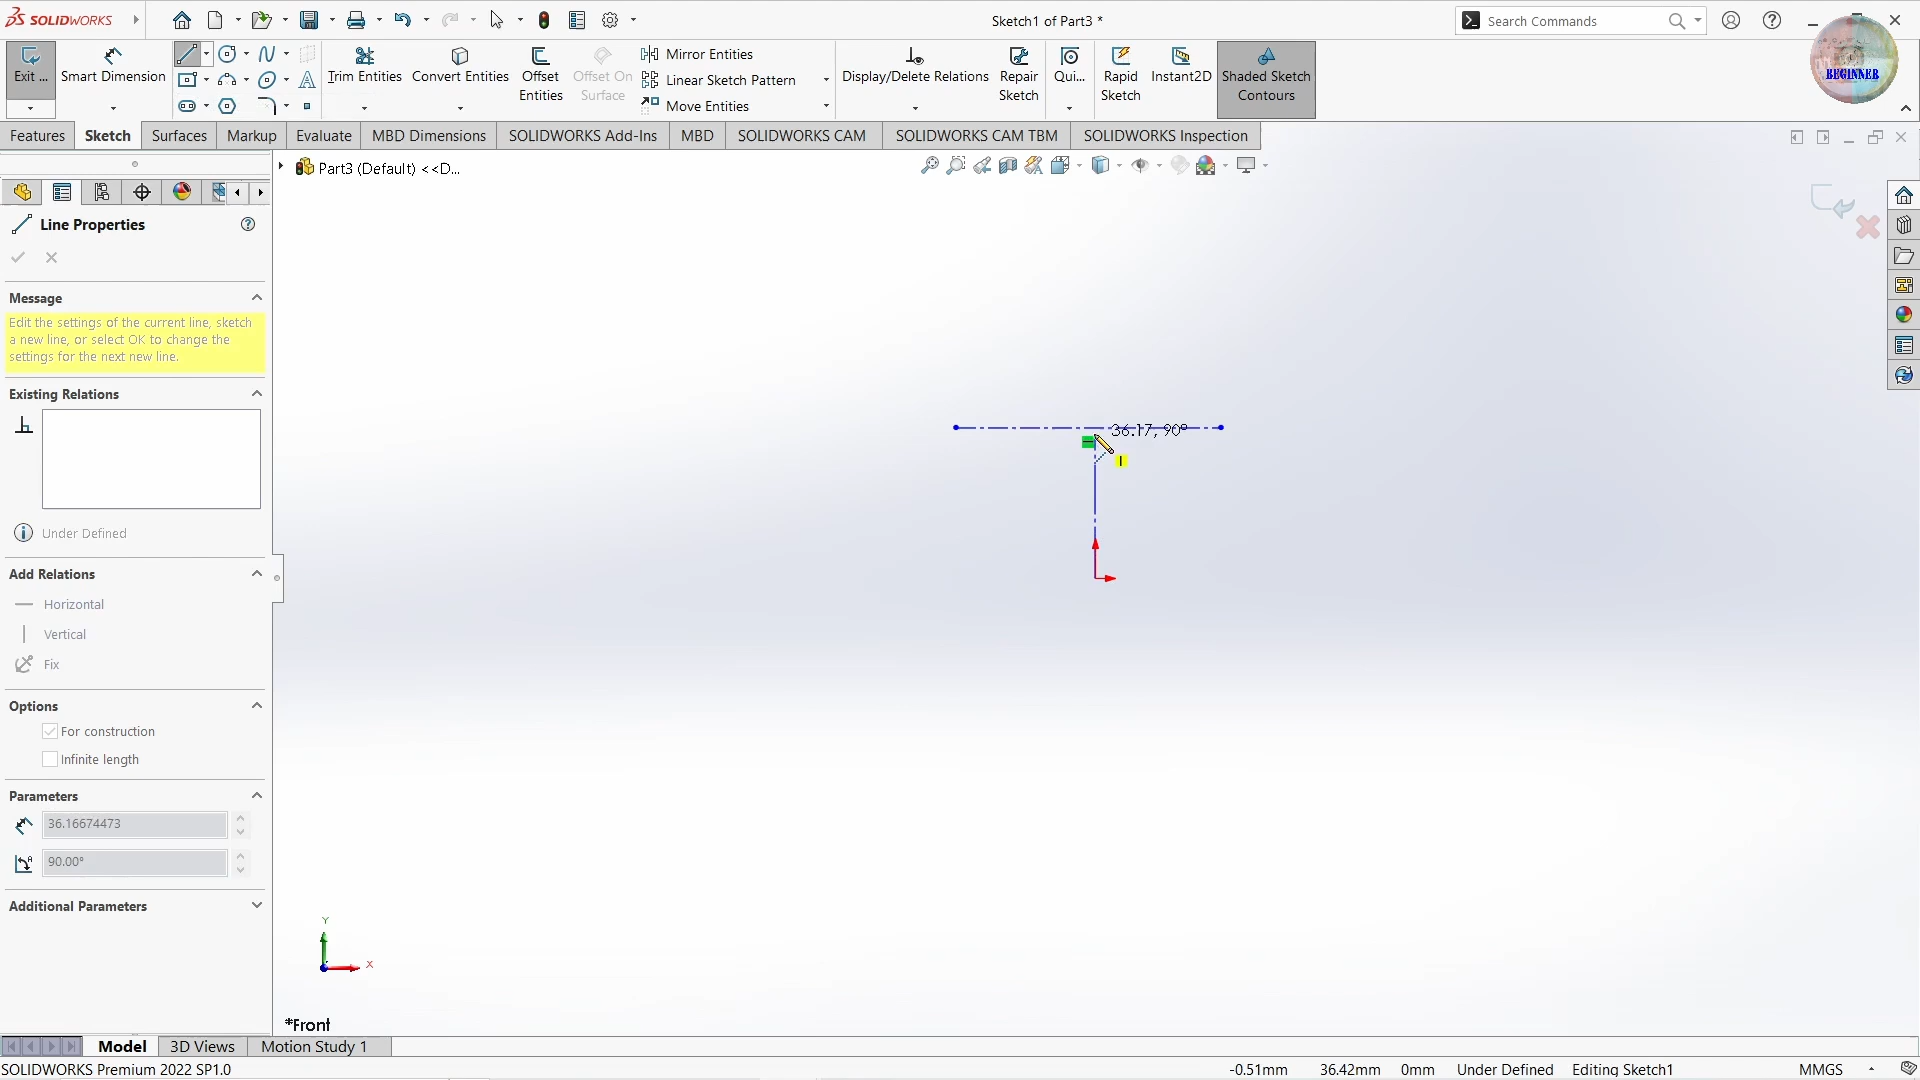 SOLIDWORKS
Sketch1 of Part3 *
Search Commands
BEGINNER
Exit ...
Smart Dimension
Trim Entities
Convert Entities
Offset Entities
Offset On Surface
Mirror Entities
Linear Sketch Pattern
Move Entities
Display/Delete Relations
Repair Sketch
Qui...
Rapid Sketch
Instant2D
Shaded Sketch Contours
Features
Sketch
Surfaces
Markup
Evaluate
MBD Dimensions
SOLIDWORKS Add-Ins
MBD
SOLIDWORKS CAM
SOLIDWORKS CAM TBM
SOLIDWORKS Inspection
Part3 (Default) <<D...
Line Properties
Message
Edit the settings of the current line, sketch
a new line, or select OK to change the
settings for the next new line.
Existing Relations
Under Defined
Add Relations
Horizontal
Vertical
Fix
Options
For construction
Infinite length
Parameters
36.16674473
90.00°
Additional Parameters
36.17, 90°
Y
X
*Front
Model
3D Views
Motion Study 1
SOLIDWORKS Premium 2022 SP1.0
-0.51mm
36.42mm
0mm
Under Defined
Editing Sketch1
MMGS